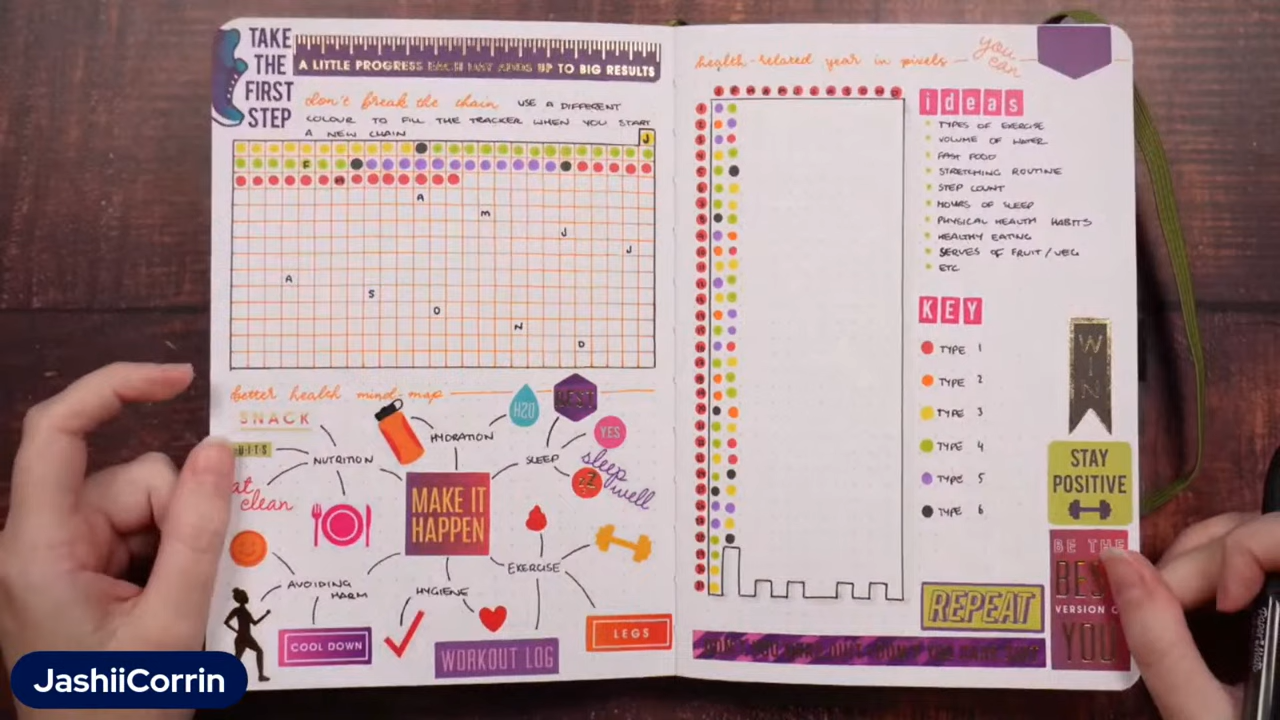 TAKE
THE
FIRST
STEP
A LITTLE PROGRESS EACH DAY ADDS UP TO BIG RESULTS
don't break the chain USE A DIFFERENT
COLOUR TO FILL THE TRACKER WHEN YOU START
A NEW CHAIN
J
F
M
A
M
J
J
A
S
O
N
D
better health mind-map
SNACK
NUTRITION
eat
clean
HYDRATION
H2O
BEST
YES
SLEEP
sleep
well
ZZ
MAKE IT
HAPPEN
AVOIDING
HARM
COOL DOWN
HYGIENE
EXERCISE
WORKOUT LOG
LEGS
health-related year in pixels
you
can
J F M A M J J A S O N D
ideas
TYPES OF EXERCISE
VOLUME OF WATER
FAST FOOD
STRETCHING ROUTINE
STEP COUNT
HOURS OF SLEEP
PHYSICAL HEALTH HABITS
HEALTHY EATING
SERVES OF FRUIT/VEG
ETC
KEY
TYPE 1
TYPE 2
TYPE 3
TYPE 4
TYPE 5
TYPE 6
WIN
STAY
POSITIVE
BE THE
BEST
VERSION OF
YOU
REPEAT
JashiiCorrin